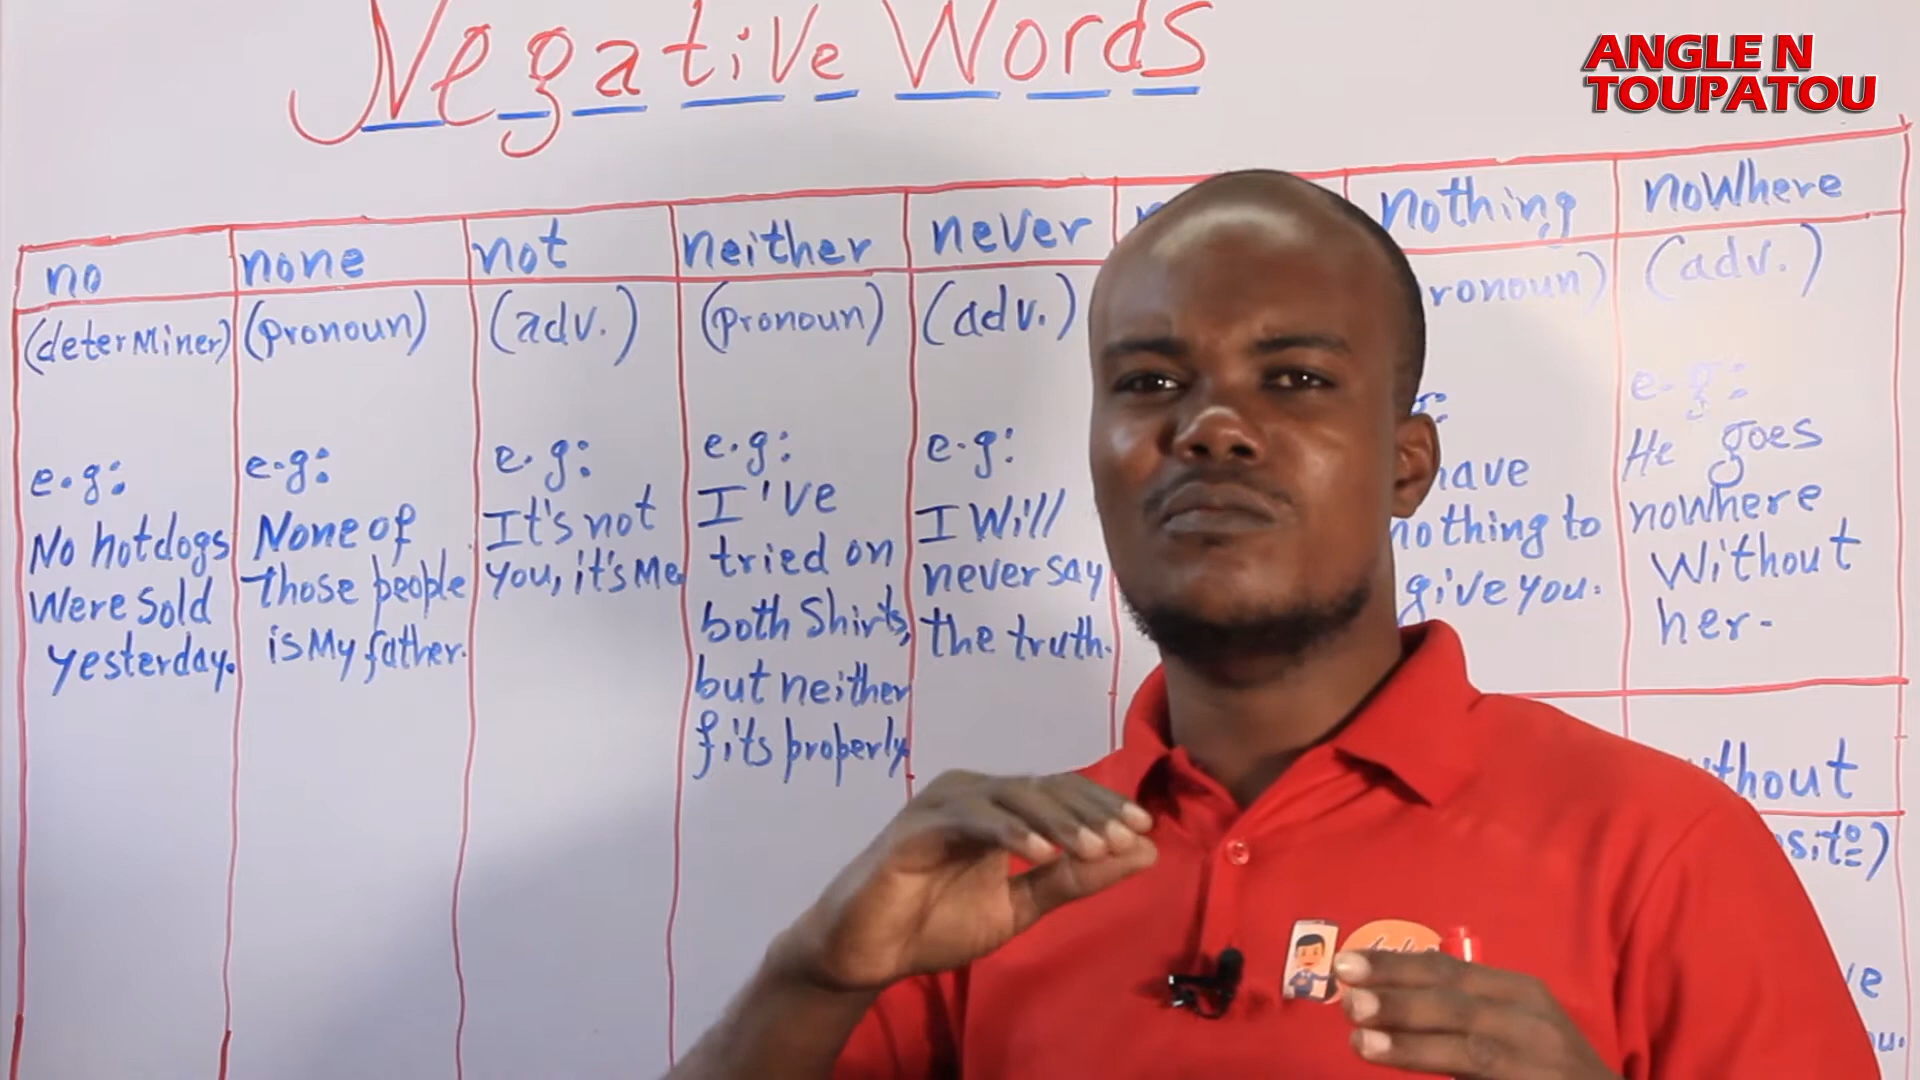 Negative Words
ANGLE N
TOUPATOU
no
(determiner)
e.g:
No hotdogs
Were Sold
yesterday.
none
(pronoun)
e.g:
None of
those people
is My father.
not
(adv.)
e.g:
It's not
you, it's Me.
neither
(pronoun)
e.g:
I've
tried on
both Shirts,
but neither
fits properly.
never
(adv.)
e.g:
I Will
never say
the truth.
nothing
ronoun)
have
nothing to
give you.
noWhere
(adv.)
e.g:
He goes
noWhere
Without
her.
thout